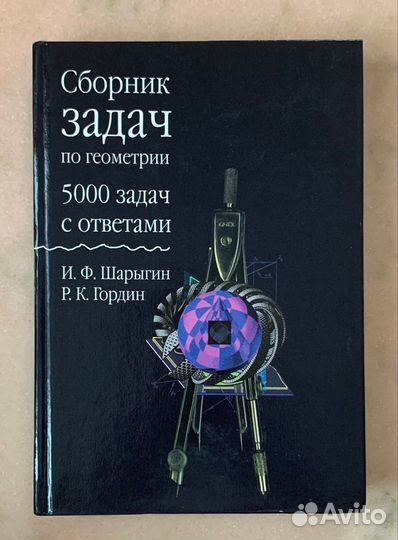 Сборник
задач
по геометрии
5000 задач
с ответами
И. Ф. Шарыгин
Р. К. Гордин
Avito